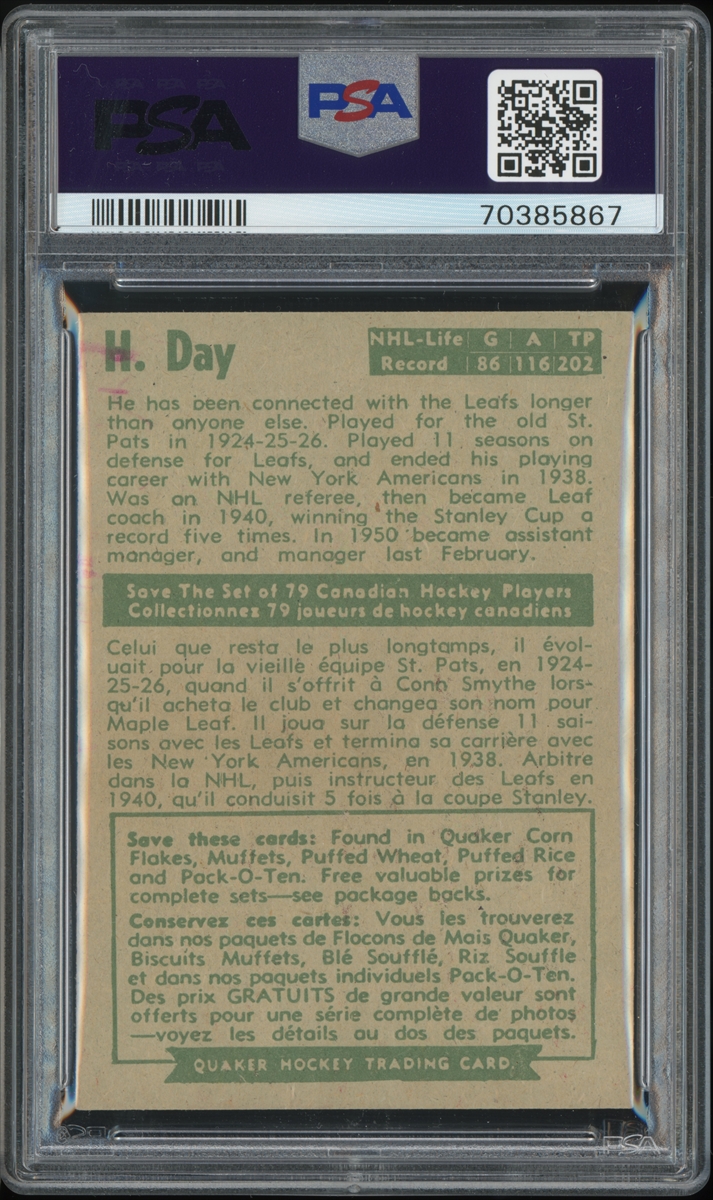 PSA
PSA
70385867
H. Day
NHL-Life G A TP
Record 86 116 202
He has been connected with the Leafs longer
than anyone else. Played for the old St.
Pats in 1924-25-26. Played 11 seasons on
defense for Leafs, and ended his playing
career with New York Americans in 1938.
Was an NHL referee, then became Leaf
coach in 1940, winning the Stanley Cup a
record five times. In 1950 became assistant
manager, and manager last February.
Save The Set of 79 Canadian Hockey Players
Collectionnez 79 joueurs de hockey canadiens
Celui que resta le plus longtamps, il évol-
uait pour la vieille équipe St. Pats, en 1924-
25-26, quand il s'offrit à Conn Smythe lors-
qu'il acheta le club et changea son nom pour
Maple Leaf. Il joua sur la défense 11 sai-
sons avec les Leafs et termina sa carrière avec
les New York Americans, en 1938. Arbitre
dans la NHL, puis instructeur des Leafs en
1940, qu'il conduisit 5 fois à la coupe Stanley.
Save these cards: Found in Quaker Corn
Flakes, Muffets, Puffed Wheat, Puffed Rice
and Pack-O-Ten. Free valuable prizes for
complete sets—see package backs.
Conservez ces cartes: Vous les trouverez
dans nos paquets de Flocons de Mais Quaker,
Biscuits Muffets, Blé Soufflé, Riz Souffle
et dans nos paquets individuels Pack-O-Ten.
Des prix GRATUITS de grande valeur sont
offerts pour une série complète de photos
—voyez les détails au dos des paquets.
QUAKER HOCKEY TRADING CARD
PSA